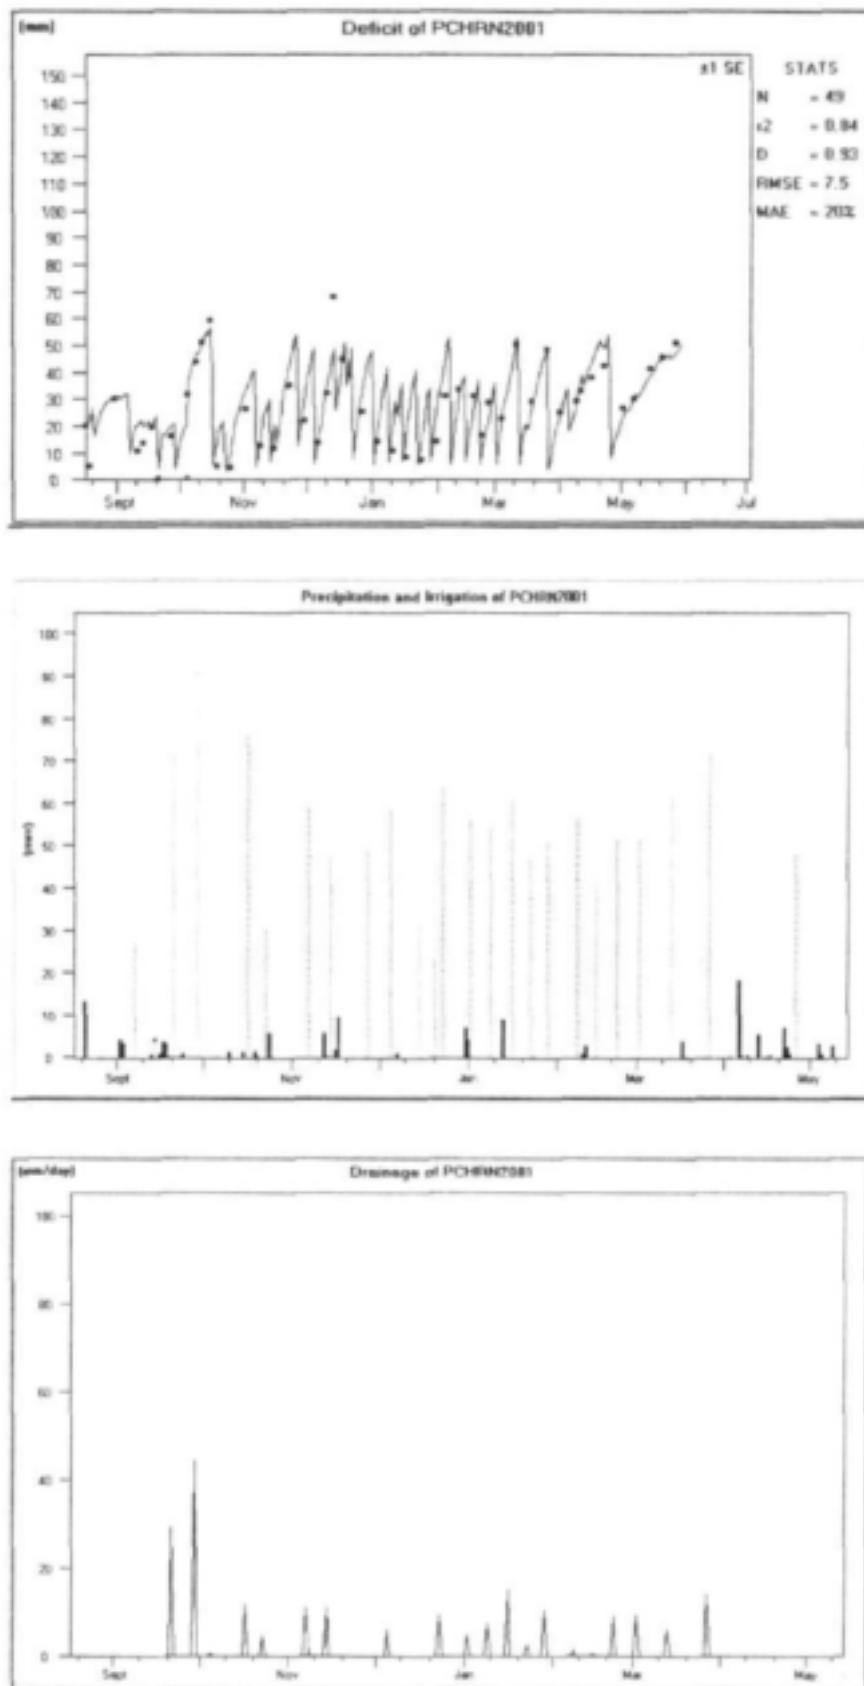 (mm) Deficit of PCHRN2001
±1 SE STATS
N = 49
r2 = 0.84
D = 0.93
RMSE = 7.5
MAE = 20%
150
140
130
120
110
100
90
80
70
60
50
40
30
20
10
0
Sept Nov Jan Mar May Jul
Precipitation and Irrigation of PCHRN2001
(mm)
100
90
80
70
60
50
40
30
20
10
0
Sept Nov Jan Mar May
(mm/day) Drainage of PCHRN2001
100
80
60
40
20
0
Sept Nov Jan Mar May